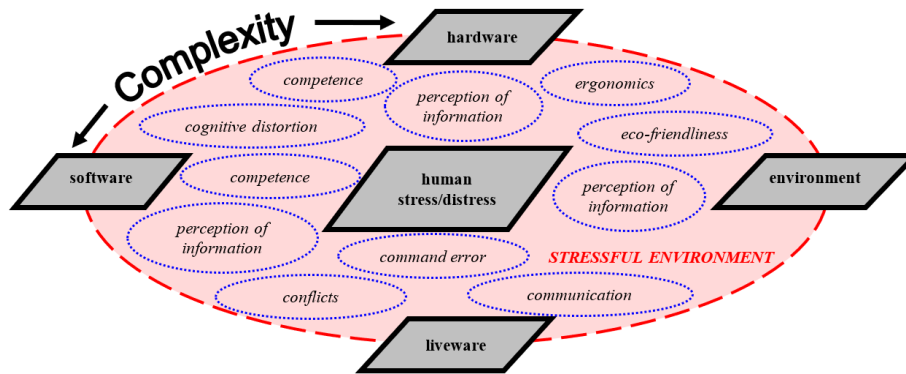 Complexity
hardware
competence
perception of
information
ergonomics
cognitive distortion
eco-friendliness
software
competence
human
stress/distress
perception of
information
environment
perception of
information
command error
STRESSFUL ENVIRONMENT
conflicts
communication
liveware